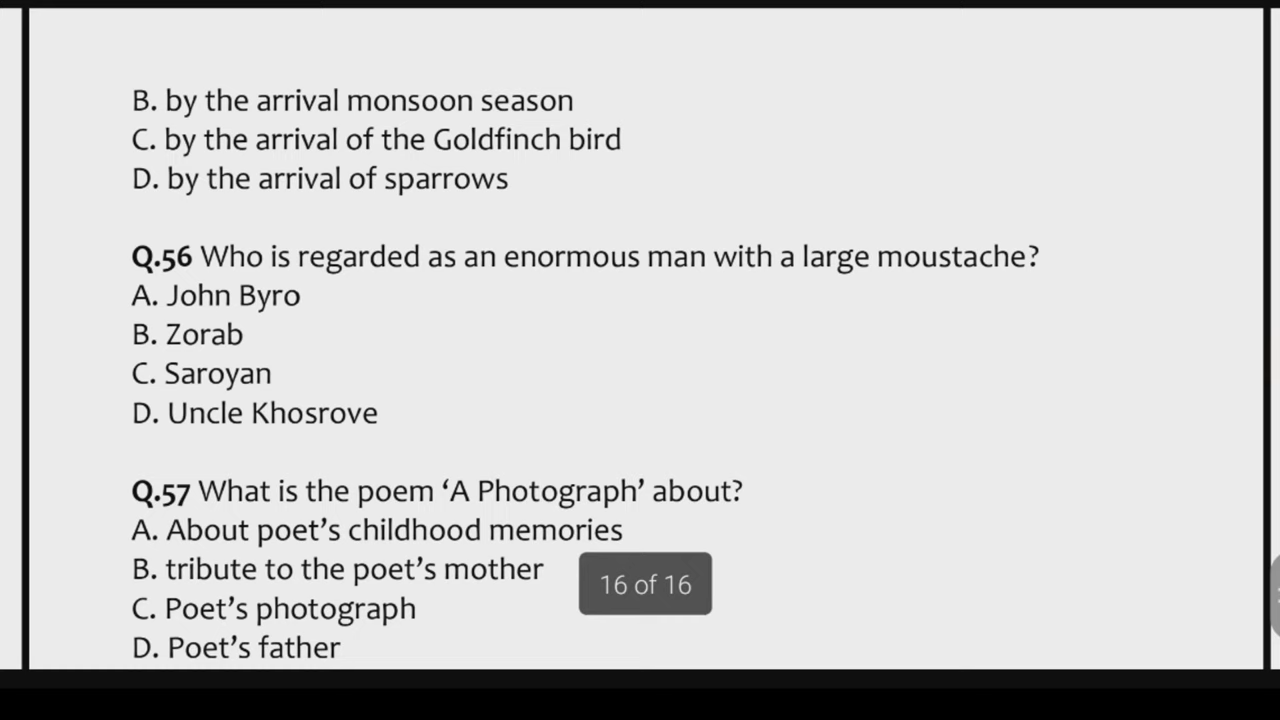 B. by the arrival monsoon season
C. by the arrival of the Goldfinch bird
D. by the arrival of sparrows
Q.56 Who is regarded as an enormous man with a large moustache?
A. John Byro
B. Zorab
C. Saroyan
D. Uncle Khosrove
Q.57 What is the poem ‘A Photograph’ about?
A. About poet’s childhood memories
B. tribute to the poet’s mother
16 of 16
C. Poet’s photograph
D. Poet’s father